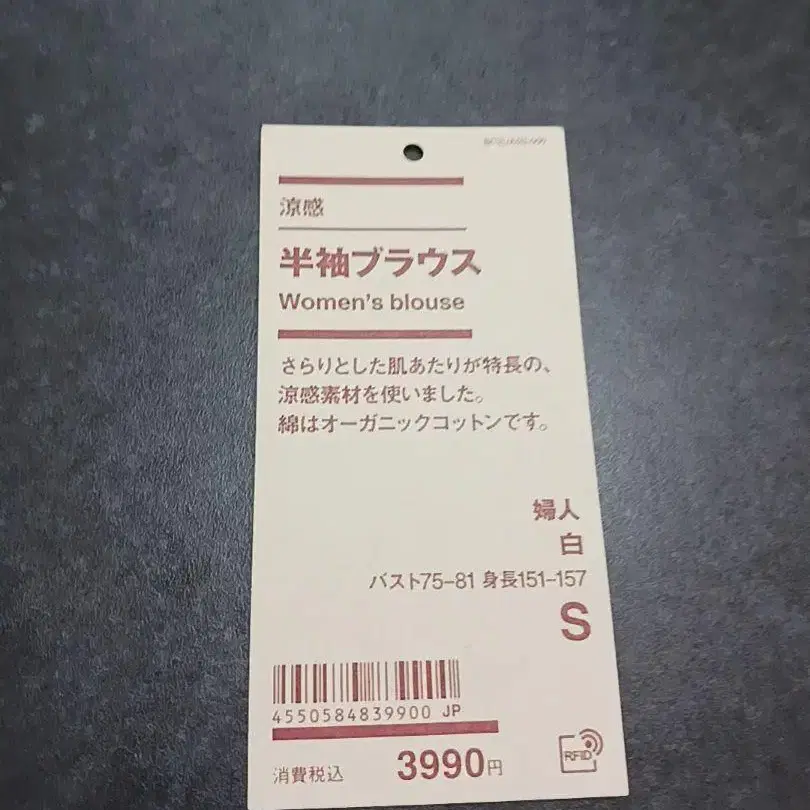 涼感
半袖ブラウス
Women's blouse
さらりとした肌あたりが特長の、
涼感素材を使いました。
綿はオーガニックコットンです。
婦人
白
バスト75-81 身長151-157
S
4550584839900 JP
消費税込 3990円
RFID